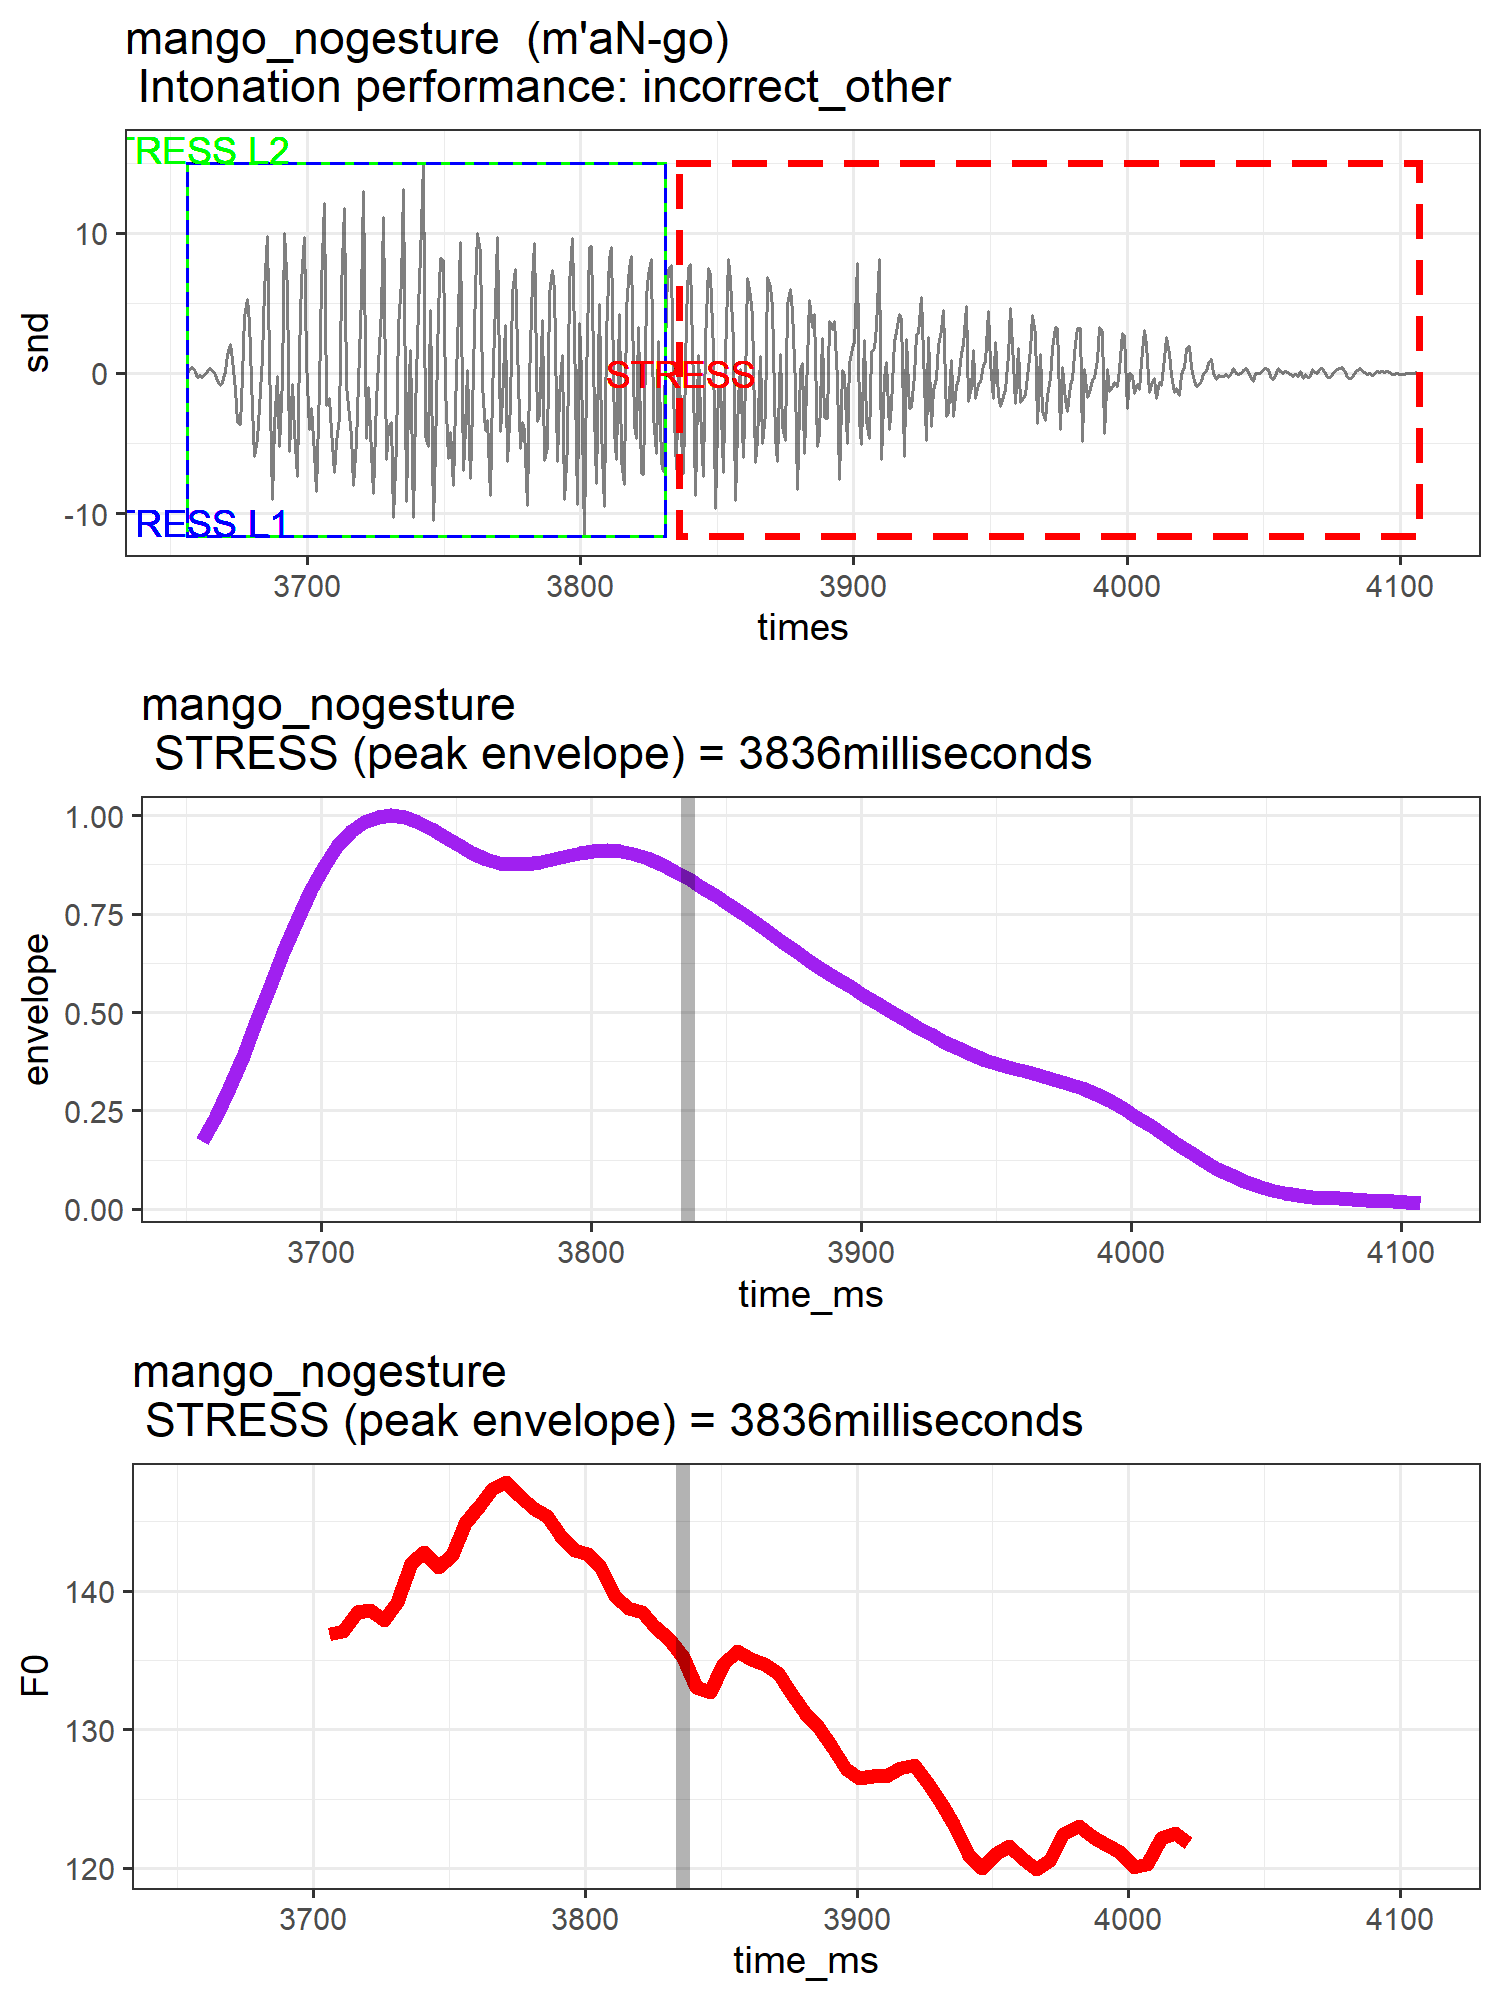 mango_nogesture  (m'aN-go)
Intonation performance: incorrect_other
TRESS L2
STRESS
TRESS L1
10
0
-10
snd
3700 3800 3900 4000 4100
times
mango_nogesture
STRESS (peak envelope) = 3836milliseconds
1.00
0.75
0.50
0.25
0.00
envelope
3700 3800 3900 4000 4100
time_ms
mango_nogesture
STRESS (peak envelope) = 3836milliseconds
140
130
120
F0
3700 3800 3900 4000 4100
time_ms